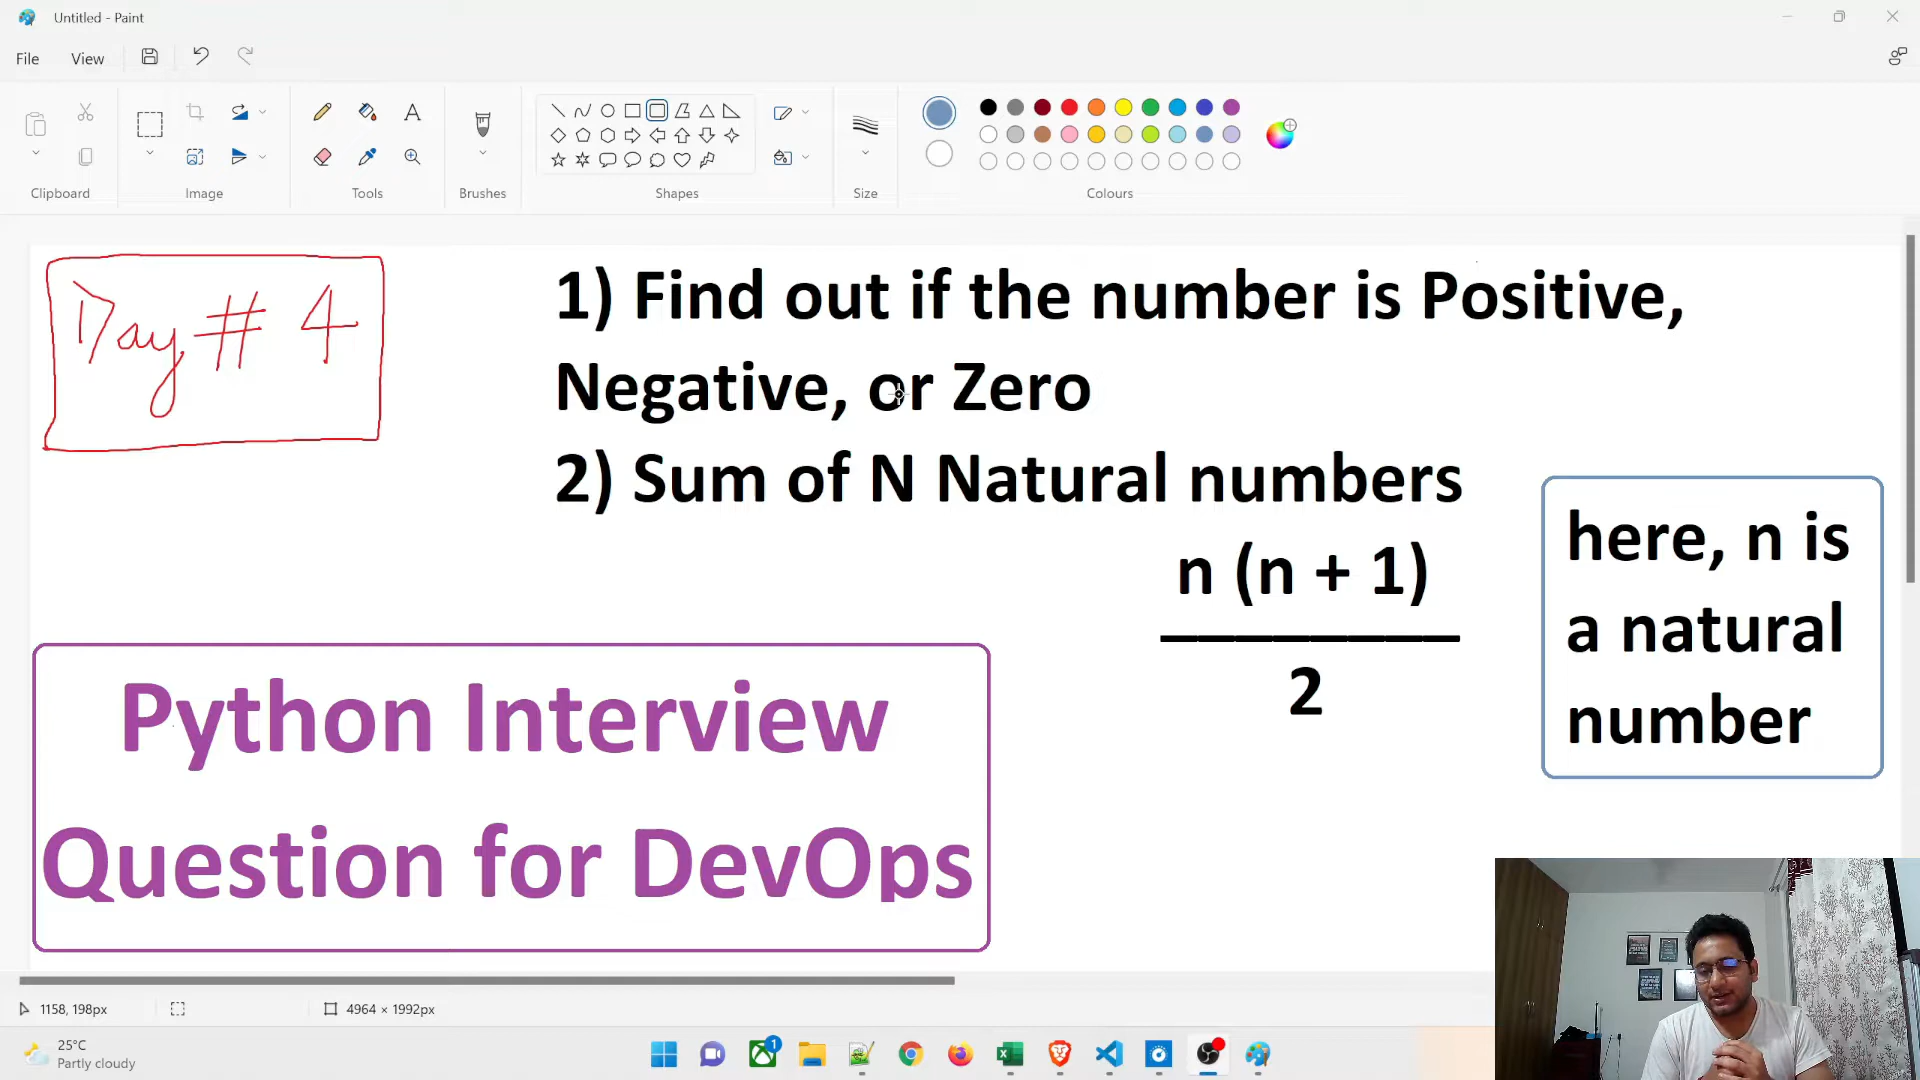 Untitled - Paint
File
View
Clipboard
Image
Tools
Brushes
Shapes
Size
Colours
Day # 4
1) Find out if the number is Positive,
Negative, or Zero
2) Sum of N Natural numbers
n (n + 1)
2
here, n is
a natural
number
Python Interview
Question for DevOps
1158, 198px
4964 × 1992px
25°C
Partly cloudy
1